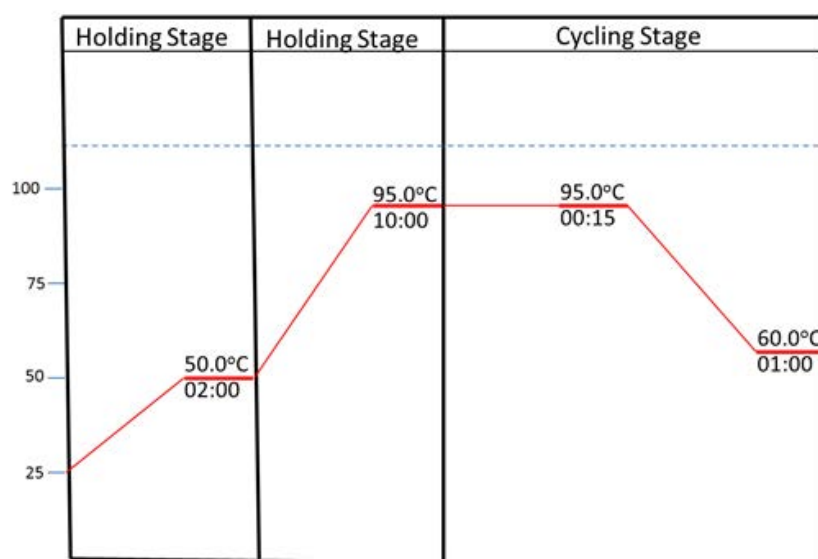 Holding Stage
Holding Stage
Cycling Stage
100
75
50
25
50.0°C
02:00
95.0°C
10:00
95.0°C
00:15
60.0°C
01:00